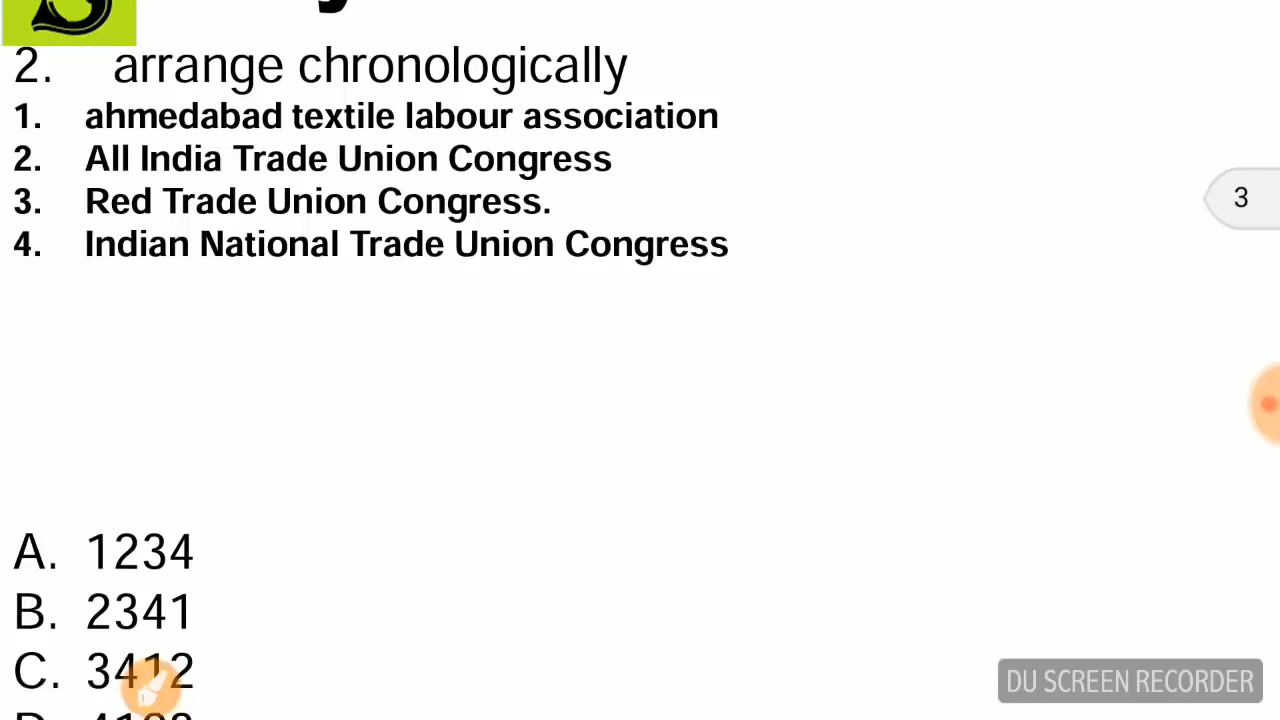 2. arrange chronologically
1. ahmedabad textile labour association
2. All India Trade Union Congress
3. Red Trade Union Congress.
4. Indian National Trade Union Congress
3
A. 1234
B. 2341
C. 3412
DU SCREEN RECORDER